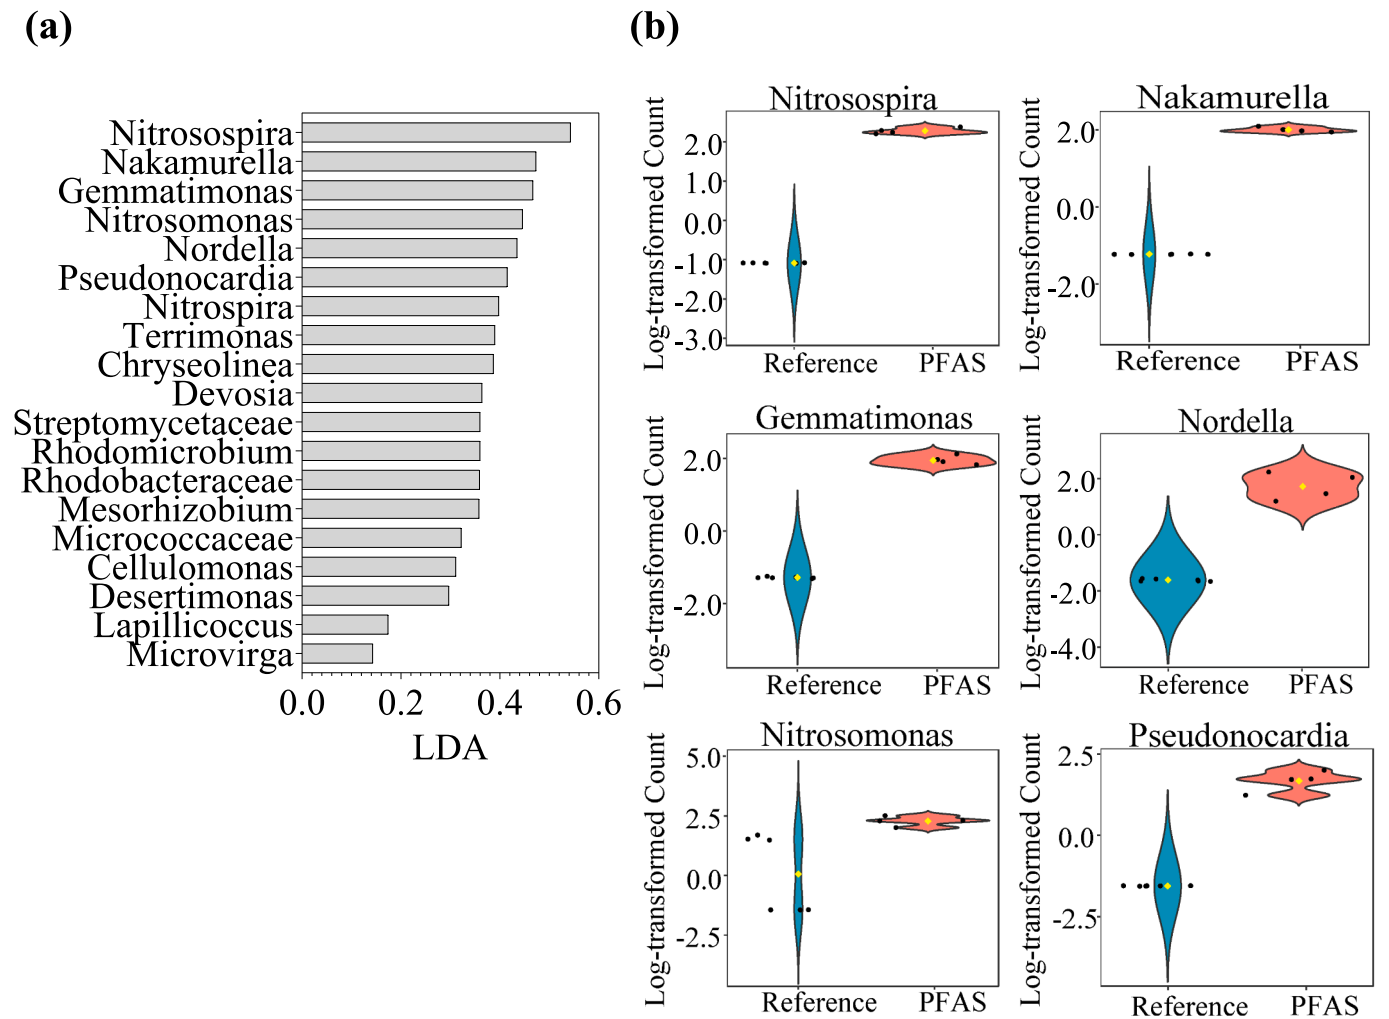 (a)
Nitrosospira
Nakamurella
Gemmatimonas
Nitrosomonas
Nordella
Pseudonocardia
Nitrospira
Terrimonas
Chryseolinea
Devosia
Streptomycetaceae
Rhodomicrobium
Rhodobacteraceae
Mesorhizobium
Micrococcaceae
Cellulomonas
Desertimonas
Lapillicoccus
Microvirga
0.0 0.2 0.4 0.6
LDA
(b)
Nitrosospira
Log-transformed Count
2.0
1.0
0.0
-1.0
-2.0
-3.0
Reference PFAS
Nakamurella
Log-transformed Count
2.0
0.0
-2.0
Reference PFAS
Gemmatimonas
Log-transformed Count
2.0
0.0
-2.0
Reference PFAS
Nordella
Log-transformed Count
2.0
0.0
-2.0
-4.0
Reference PFAS
Nitrosomonas
Log-transformed Count
5.0
2.5
0.0
-2.5
Reference PFAS
Pseudonocardia
Log-transformed Count
2.5
0.0
-2.5
Reference PFAS